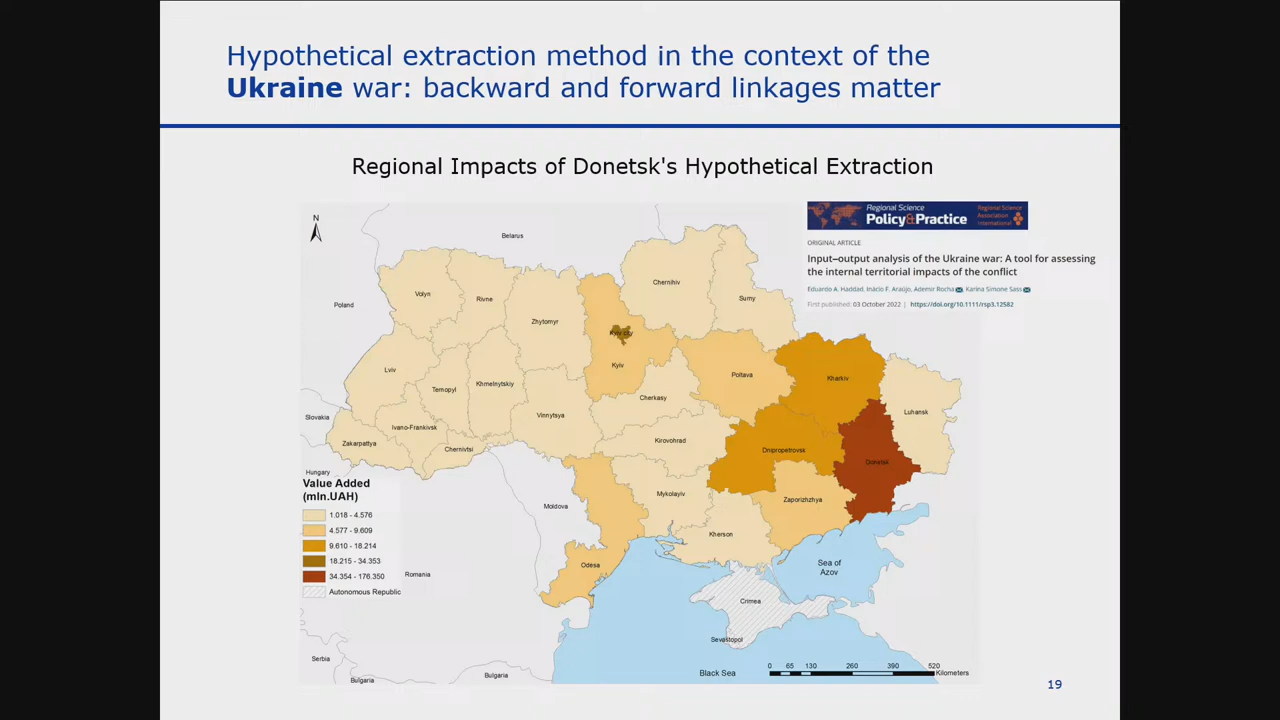 Hypothetical extraction method in the context of the
Ukraine war: backward and forward linkages matter
Regional Impacts of Donetsk's Hypothetical Extraction
Regional Science
Policy&Practice
Regional Science
Association
International
ORIGINAL ARTICLE
Input–output analysis of the Ukraine war: A tool for assessing
the internal territorial impacts of the conflict
Eduardo A. Haddad, Inácio F. Araújo, Ademir Rocha, Karina Simone Sass
First published: 03 October 2022 | https://doi.org/10.1111/rsp3.12582
N
Belarus
Poland
Volyn
Rivne
Zhytomyr
Chernihiv
Sumy
Kyiv city
Kyiv
Lviv
Ternopyl
Khmelnytskiy
Vinnytsya
Cherkasy
Poltava
Kharkiv
Luhansk
Slovakia
Zakarpattya
Ivano-Frankivsk
Chernivtsi
Kirovohrad
Dnipropetrovsk
Donetsk
Hungary
Moldova
Mykolayiv
Zaporizhzhya
Kherson
Odesa
Romania
Sea of
Azov
Crimea
Sevastopol
Serbia
Bulgaria
Bulgaria
Black Sea
Value Added
(mln.UAH)
1.018 - 4.576
4.577 - 9.609
9.610 - 18.214
18.215 - 34.353
34.354 - 176.350
Autonomous Republic
0 65 130 260 390 520
Kilometers
19